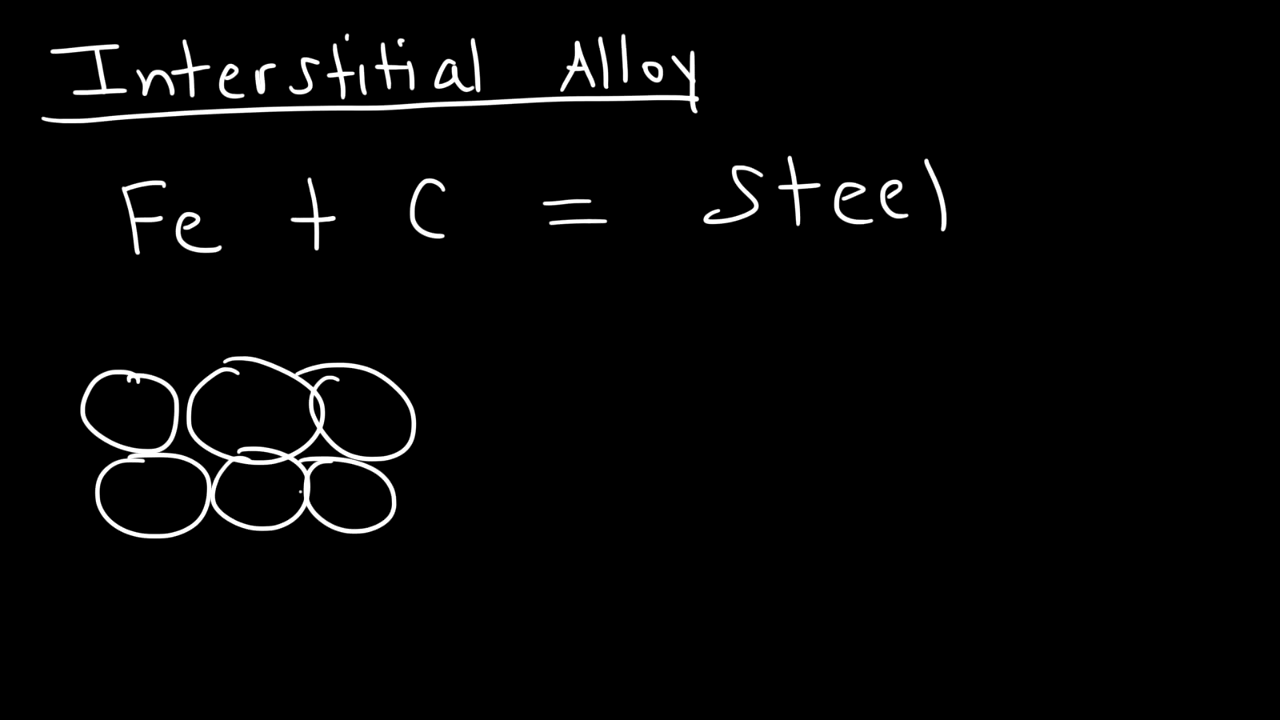 Interstitial Alloy
Fe + C = Steel